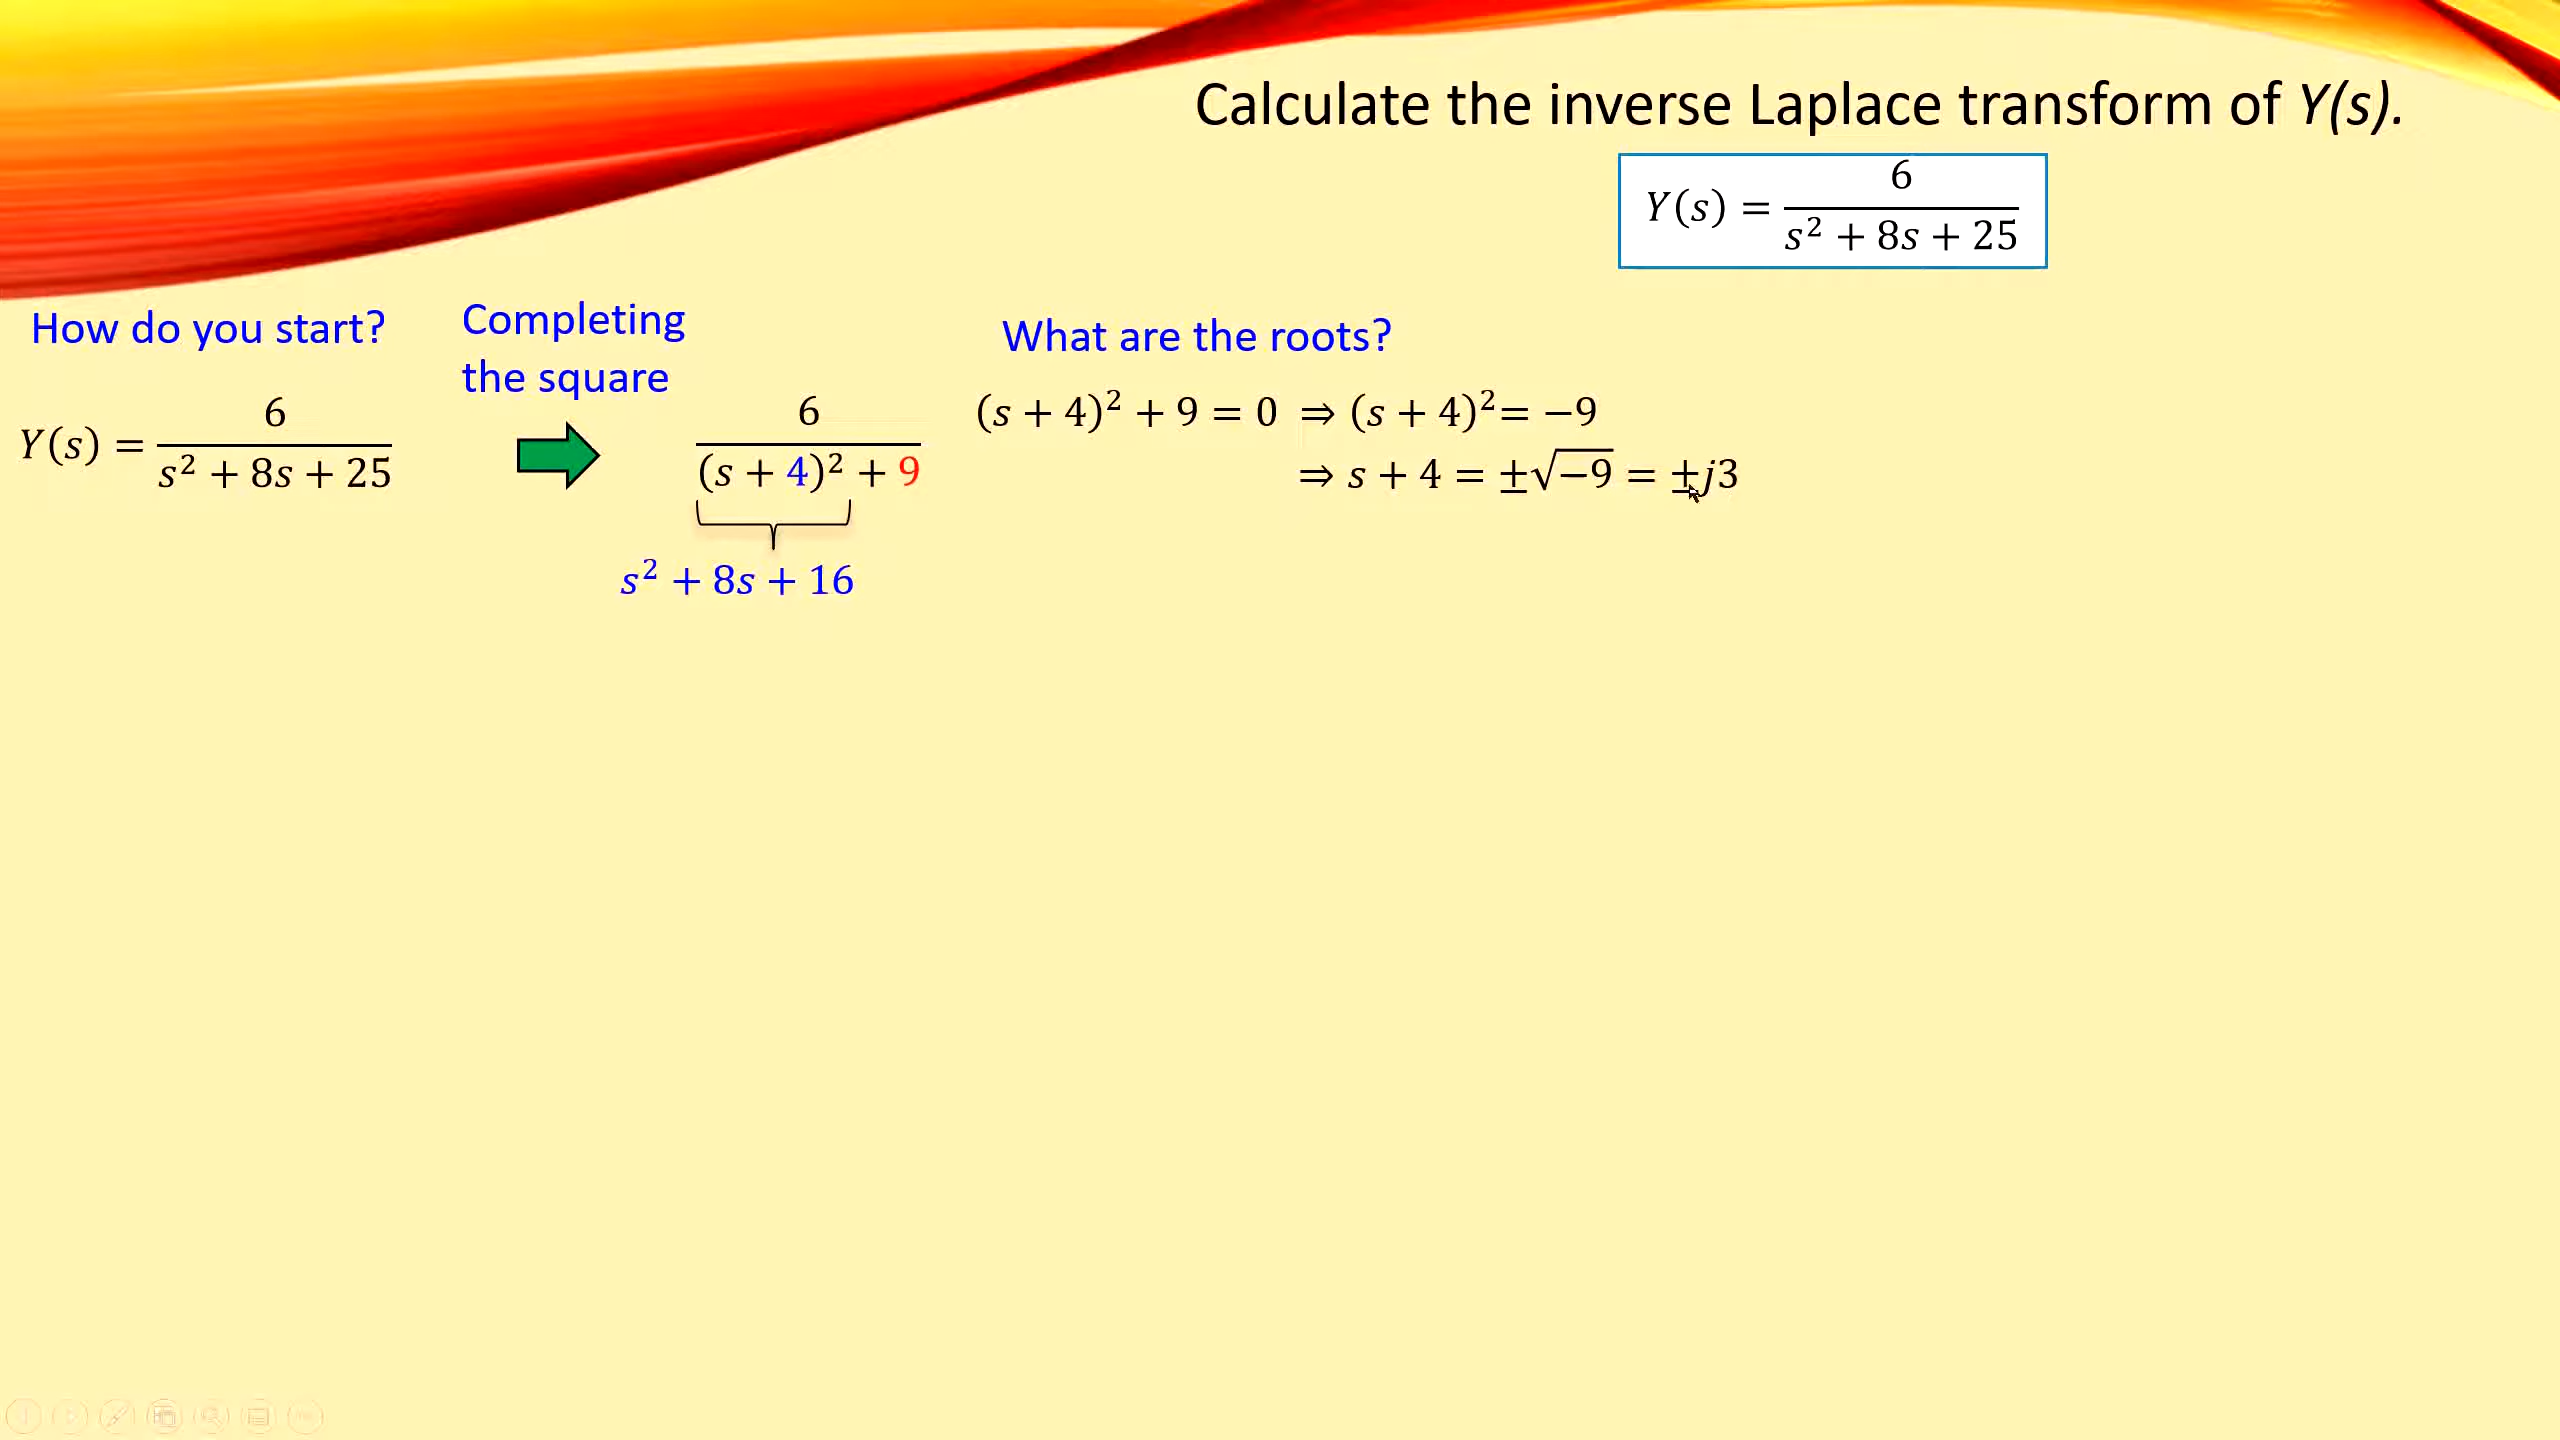 Calculate the inverse Laplace transform of Y(s).
Y(s) = 6 / (s² + 8s + 25)
How do you start?
Completing
the square
What are the roots?
Y(s) = 6 / (s² + 8s + 25)
6 / ((s + 4)² + 9)
s² + 8s + 16
(s + 4)² + 9 = 0 ⇒ (s + 4)² = −9
⇒ s + 4 = ±√−9 = ±j3